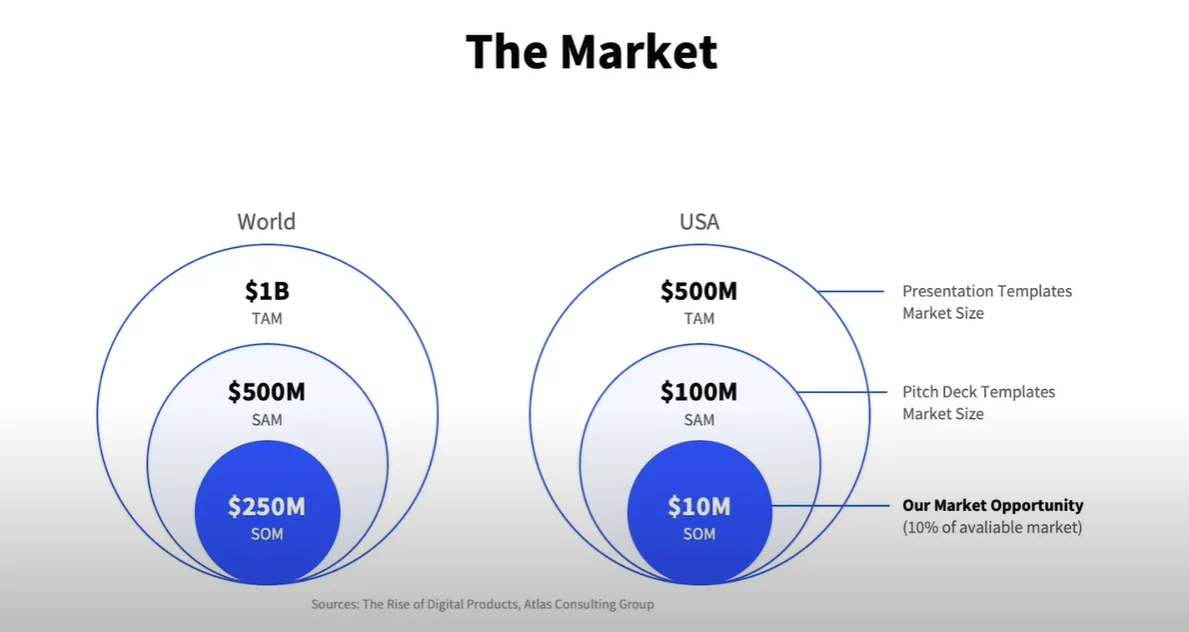 The Market
World
$1B
TAM
$500M
SAM
$250M
SOM
USA
$500M
TAM
$100M
SAM
$10M
SOM
Presentation Templates
Market Size
Pitch Deck Templates
Market Size
Our Market Opportunity
(10% of avaliable market)
Sources: The Rise of Digital Products, Atlas Consulting Group